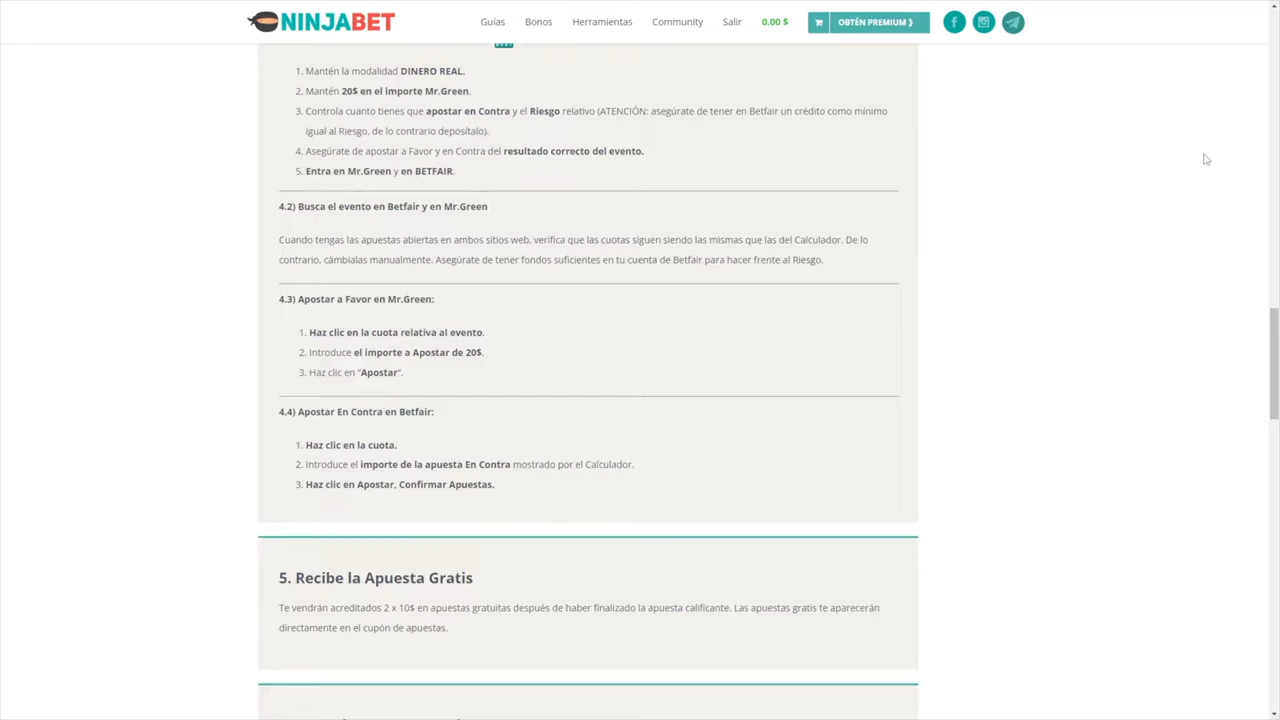 NINJABET
Guías Bonos Herramientas Community Salir 0.00 $ OBTÉN PREMIUM ⟫
1. Mantén la modalidad DINERO REAL.
2. Mantén 20$ en el importe Mr.Green.
3. Controla cuanto tienes que apostar en Contra y el Riesgo relativo (ATENCIÓN: asegúrate de tener en Betfair un crédito como mínimo
igual al Riesgo, de lo contrario deposítalo).
4. Asegúrate de apostar a Favor y en Contra del resultado correcto del evento.
5. Entra en Mr.Green y en BETFAIR.
4.2) Busca el evento en Betfair y en Mr.Green
Cuando tengas las apuestas abiertas en ambos sitios web, verifica que las cuotas siguen siendo las mismas que las del Calculador. De lo
contrario, cámbialas manualmente. Asegúrate de tener fondos suficientes en tu cuenta de Betfair para hacer frente al Riesgo.
4.3) Apostar a Favor en Mr.Green:
1. Haz clic en la cuota relativa al evento.
2. Introduce el importe a Apostar de 20$.
3. Haz clic en “Apostar“.
4.4) Apostar En Contra en Betfair:
1. Haz clic en la cuota.
2. Introduce el importe de la apuesta En Contra mostrado por el Calculador.
3. Haz clic en Apostar, Confirmar Apuestas.
5. Recibe la Apuesta Gratis
Te vendrán acreditados 2 x 10$ en apuestas gratuitas después de haber finalizado la apuesta calificante. Las apuestas gratis te aparecerán
directamente en el cupón de apuestas.